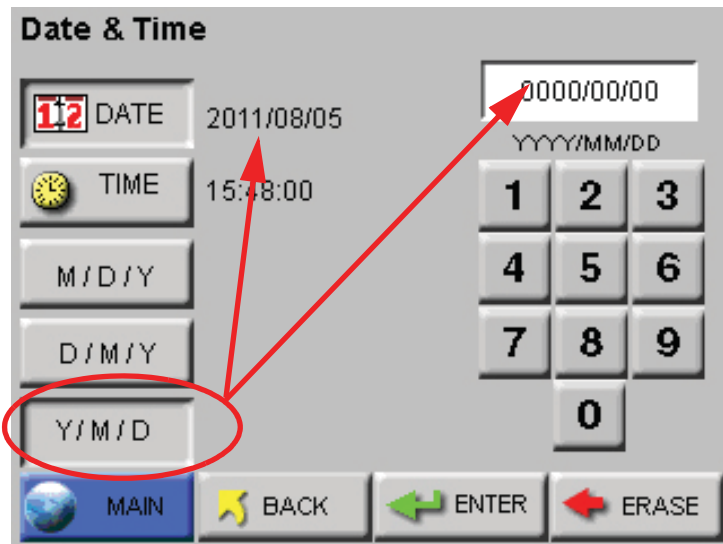 Date & Time
DATE
2011/08/05
TIME
15:48:00
M/D/Y
D/M/Y
Y/M/D
0000/00/00
YYYY/MM/DD
1 2 3
4 5 6
7 8 9
0
MAIN BACK ENTER ERASE